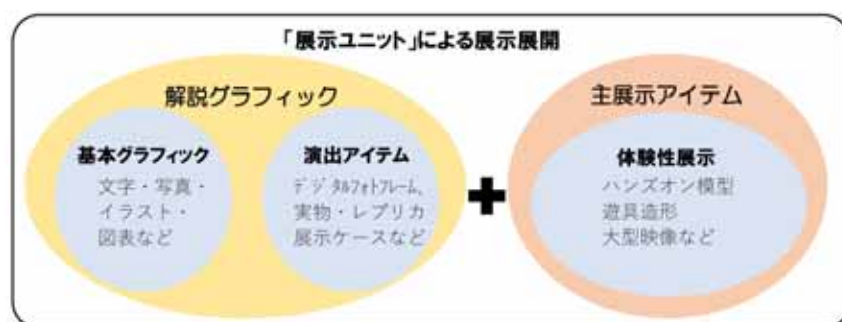 「展示ユニット」による展示展開
解説グラフィック
基本グラフィック
文字・写真・
イラスト・
図表など
演出アイテム
デジタルフォトフレーム、
実物・レプリカ
展示ケースなど
+
主展示アイテム
体験性展示
ハンズオン模型
遊具造形
大型映像など